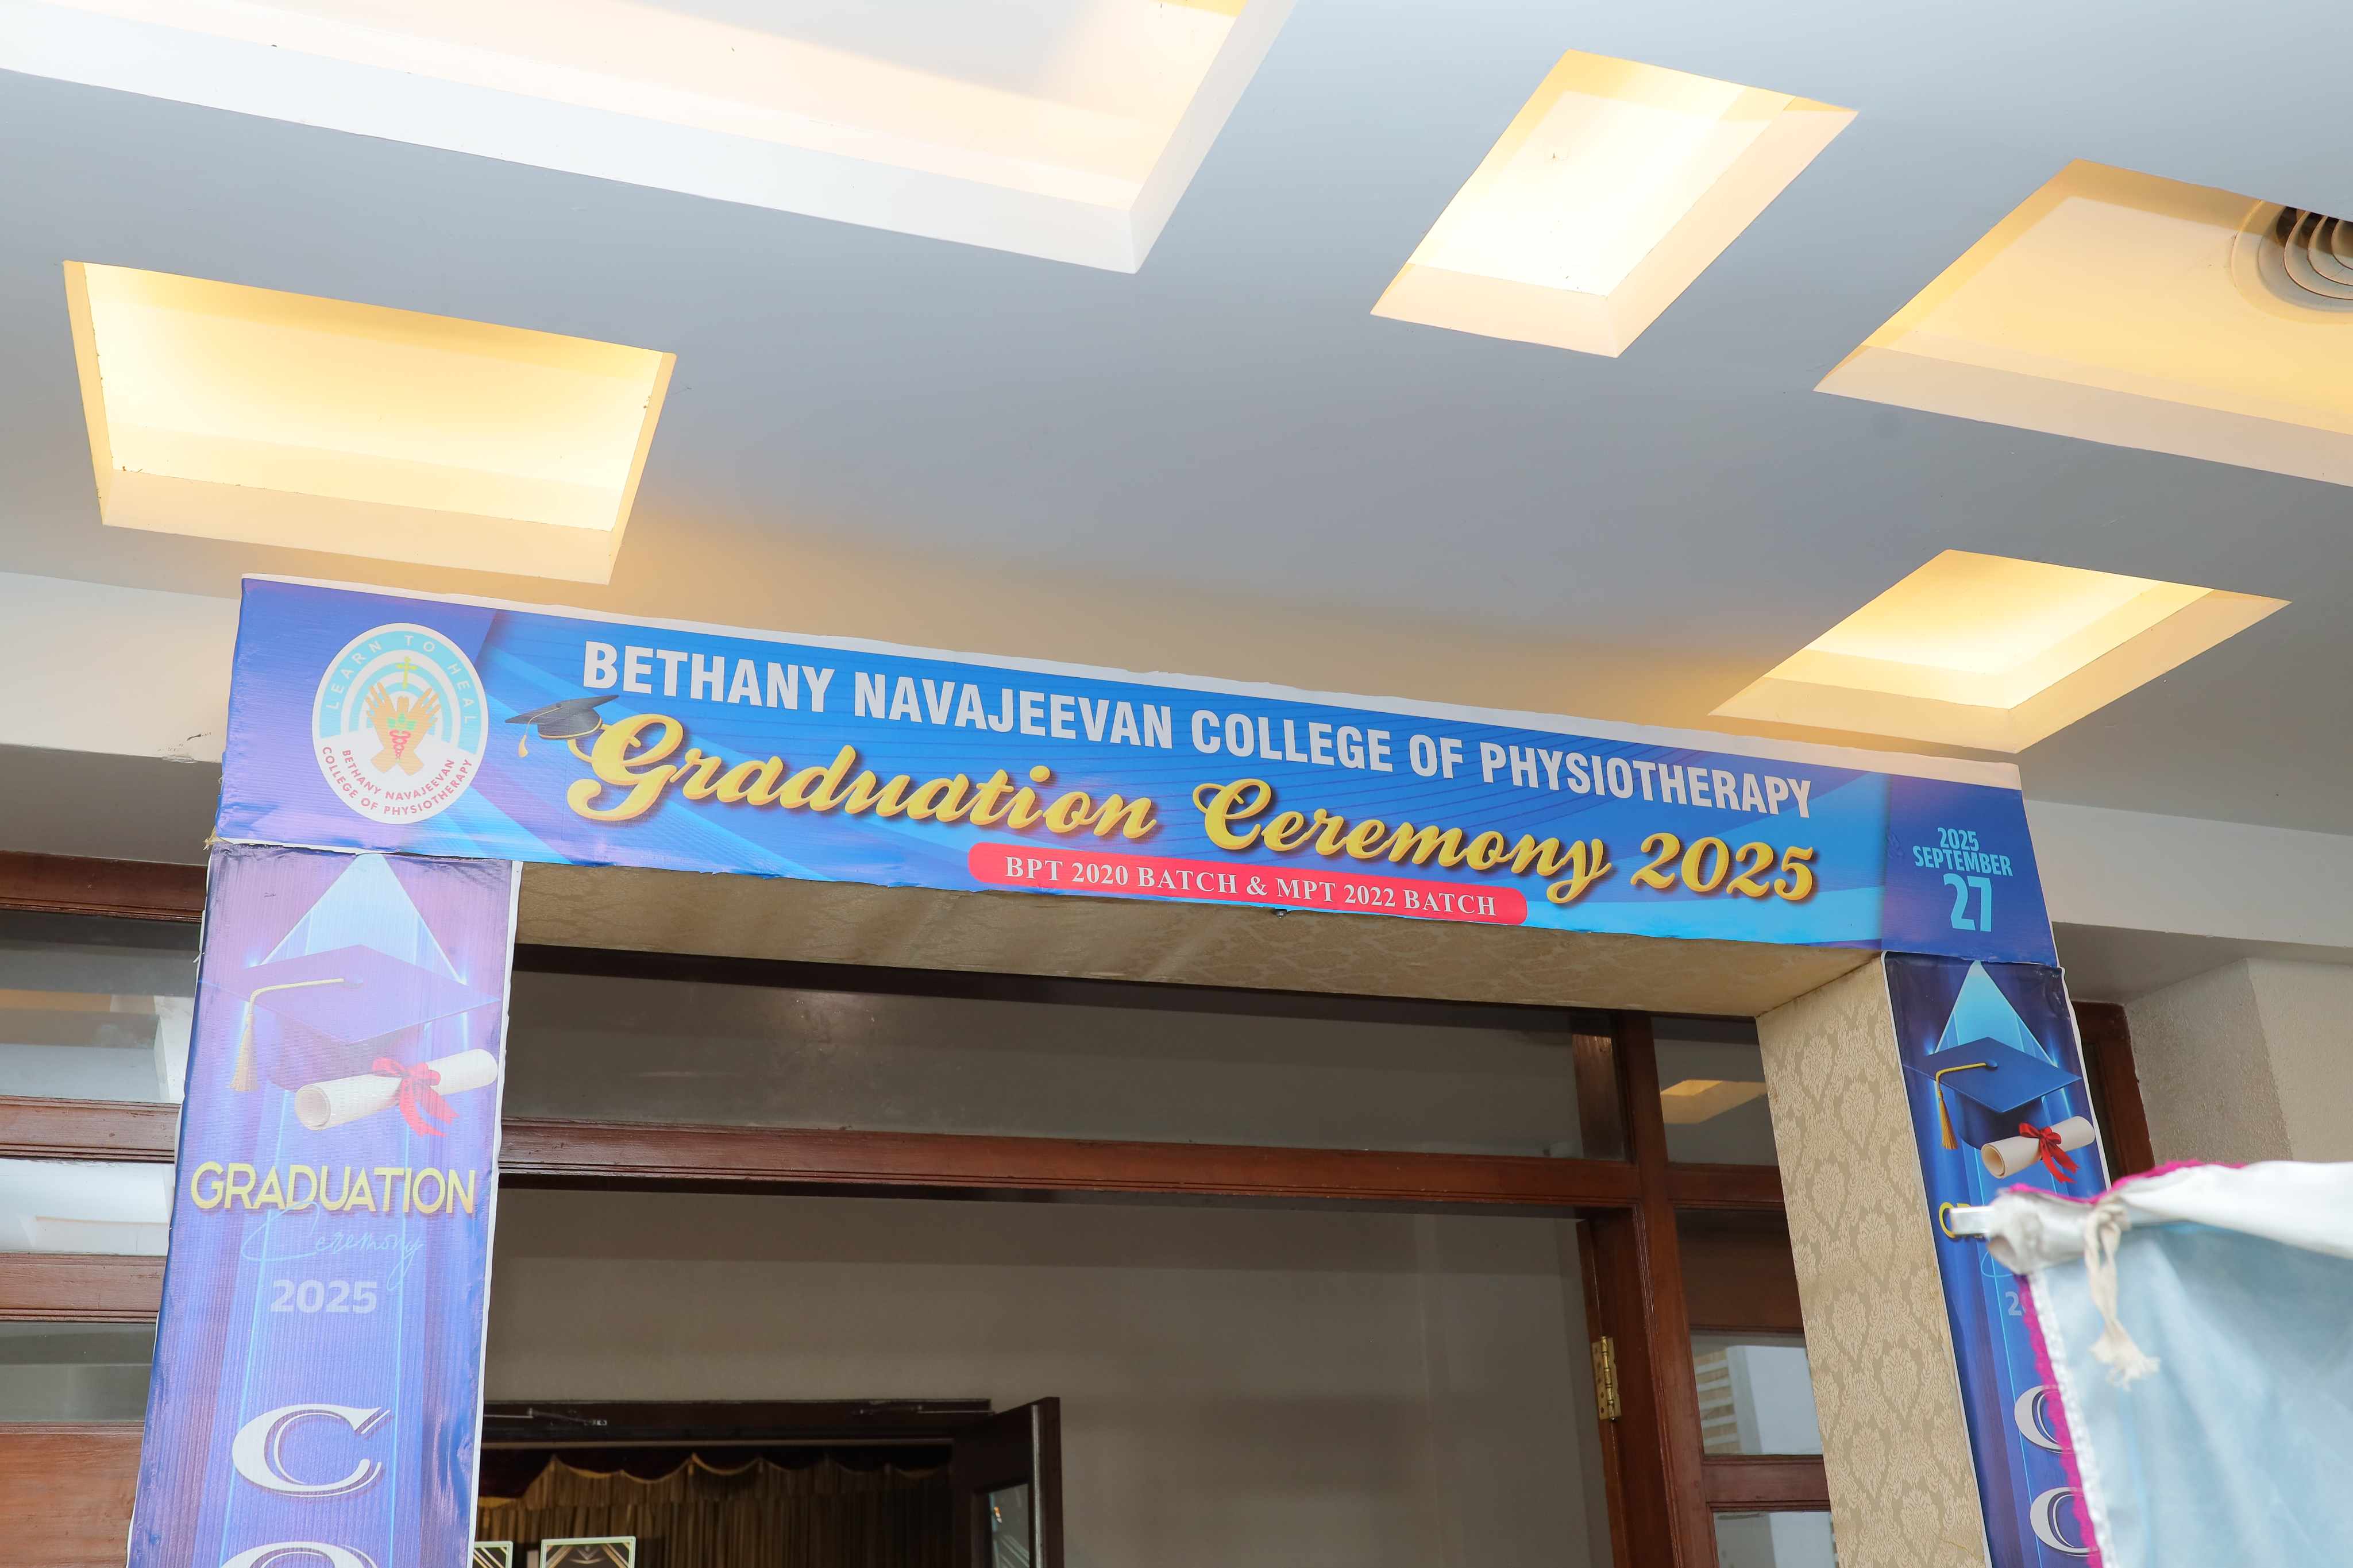 LEARN TO HEAL
BETHANY NAVAJEEVAN
COLLEGE OF PHYSIOTHERAPY
BETHANY NAVAJEEVAN COLLEGE OF PHYSIOTHERAPY
Graduation Ceremony 2025
BPT 2020 BATCH & MPT 2022 BATCH
2025
SEPTEMBER
27
GRADUATION
Ceremony
2025
C